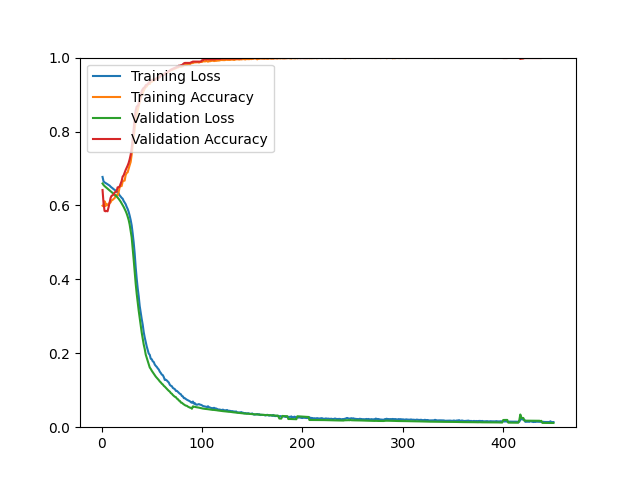 1.0
0.8
0.6
0.4
0.2
0.0
Training Loss
Training Accuracy
Validation Loss
Validation Accuracy
0 100 200 300 400